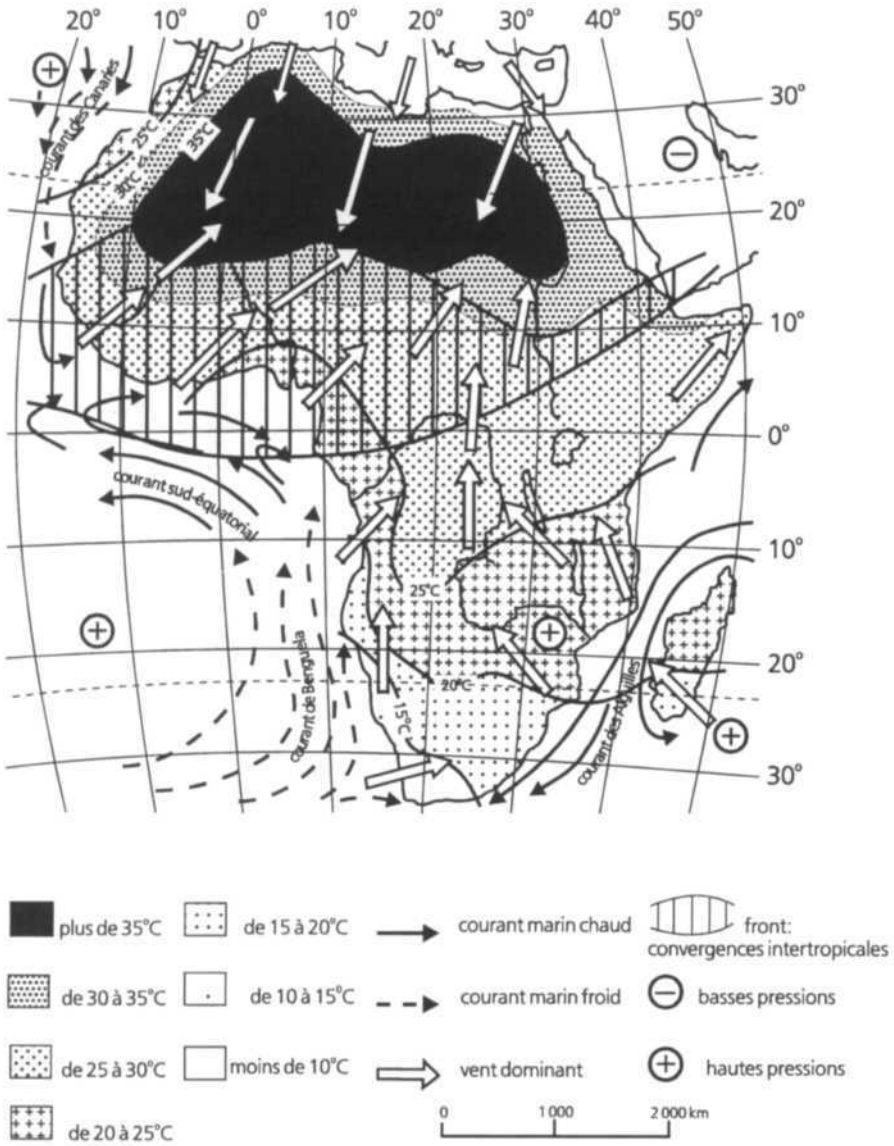 20° 10° 0° 10° 20° 30° 40° 50°
courant des Canaries
25°C
30°C
35°C
30°
20°
10°
0°
courant sud-équatorial
10°
25°C
courant de Benguela
20°C
15°C
courant des Aiguilles
20°
30°
plus de 35°C
de 15 à 20°C
courant marin chaud
front:
convergences intertropicales
de 30 à 35°C
de 10 à 15°C
courant marin froid
basses pressions
de 25 à 30°C
moins de 10°C
vent dominant
hautes pressions
de 20 à 25°C
0 1 000 2 000 km